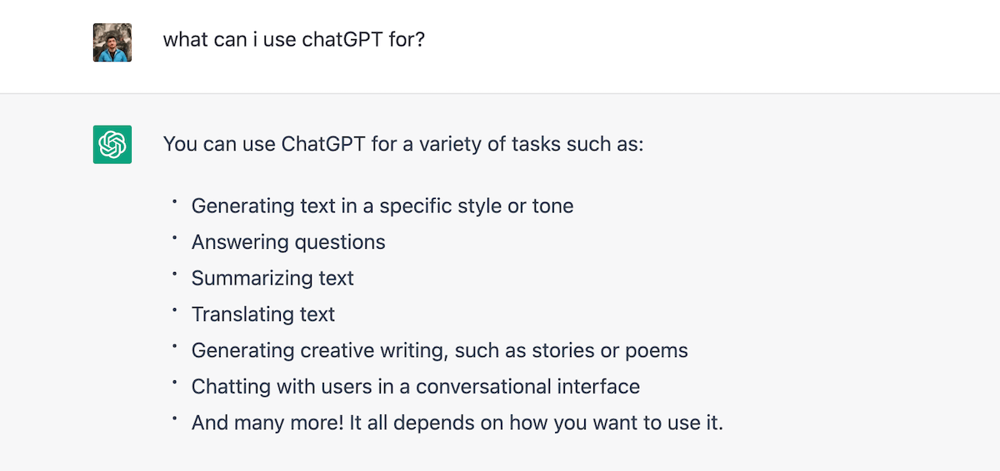 what can i use chatGPT for?
You can use ChatGPT for a variety of tasks such as:
• Generating text in a specific style or tone
• Answering questions
• Summarizing text
• Translating text
• Generating creative writing, such as stories or poems
• Chatting with users in a conversational interface
• And many more! It all depends on how you want to use it.